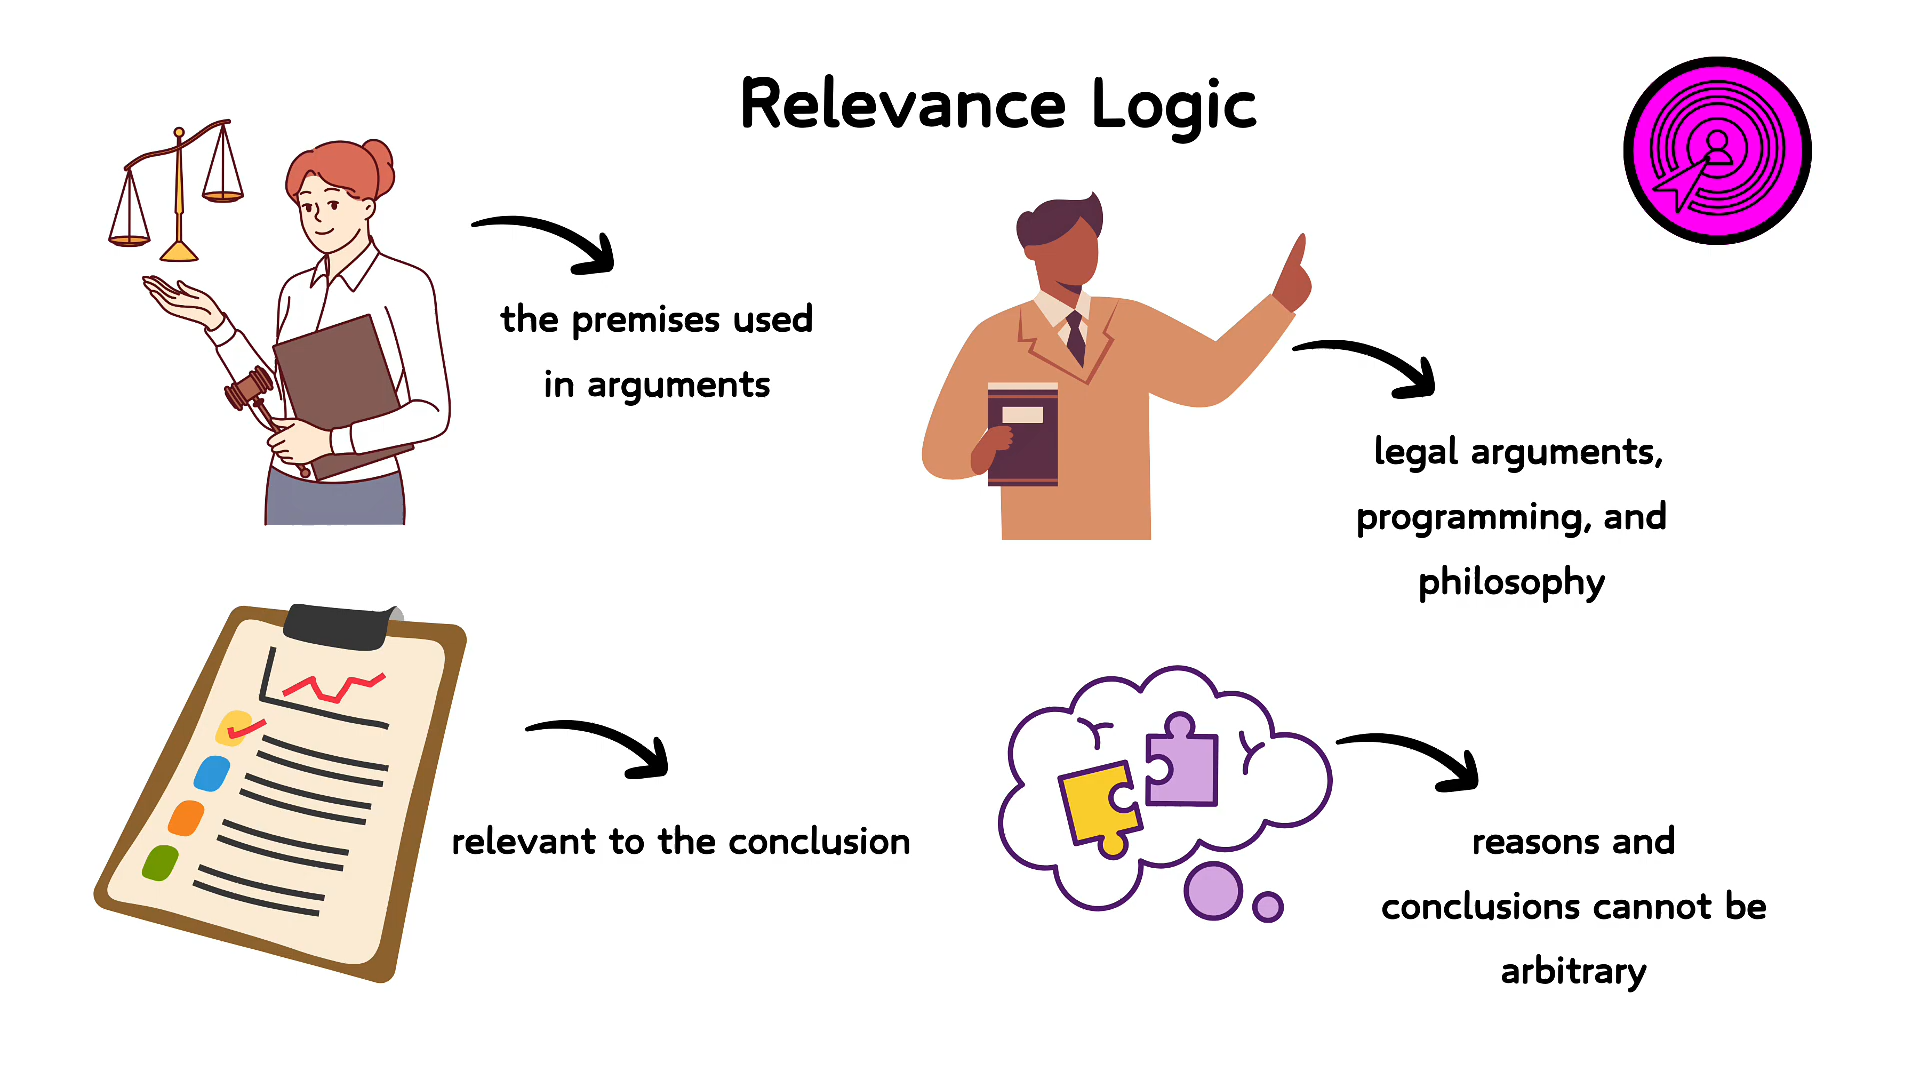 Relevance Logic
the premises used
in arguments
legal arguments,
programming, and
philosophy
relevant to the conclusion
reasons and
conclusions cannot be
arbitrary